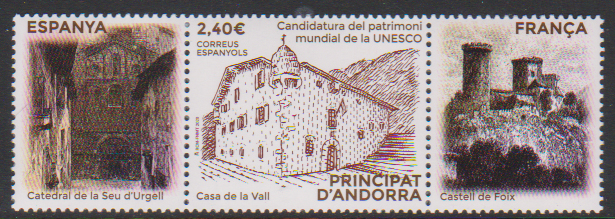 ESPANYA
Catedral de la Seu d'Urgell
2,40€
CORREUS
ESPANYOLS
Candidatura del patrimoni
mundial de la UNESCO
Casa de la Vall
PRINCIPAT
D'ANDORRA
FRANÇA
Castell de Foix